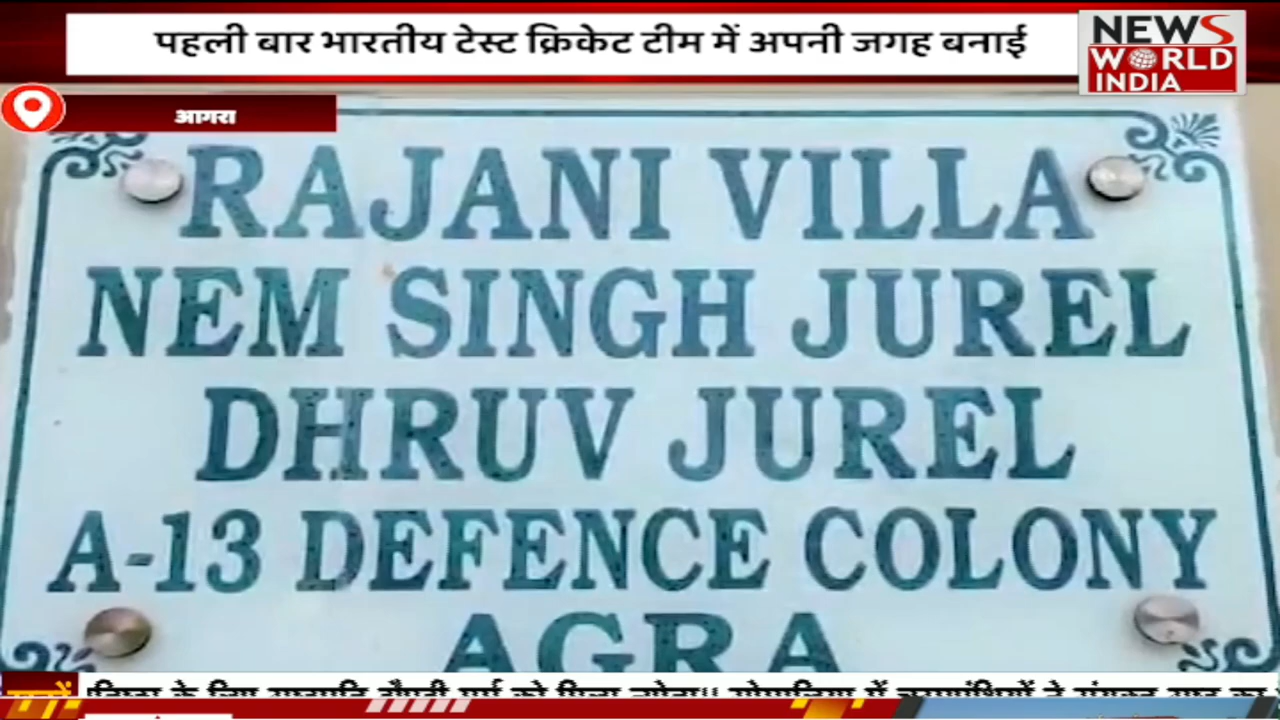 पहली बार भारतीय टेस्ट क्रिकेट टीम में अपनी जगह बनाई
NEWS
WORLD
INDIA
आगरा
RAJANI VILLA
NEM SINGH JUREL
DHRUV JUREL
A-13 DEFENCE COLONY
AGRA